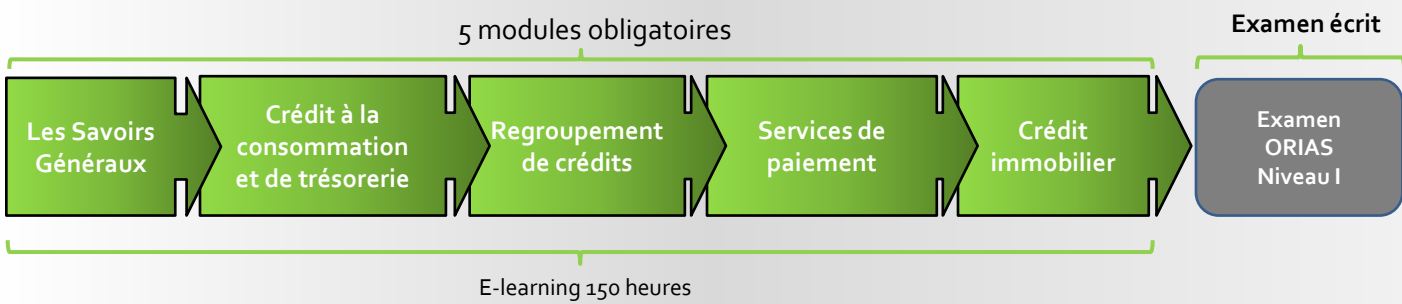 5 modules obligatoires
Examen écrit
Les Savoirs
Généraux
Crédit à la
consommation
et de trésorerie
Regroupement
de crédits
Services de
paiement
Crédit
immobilier
Examen
ORIAS
Niveau I
E-learning 150 heures